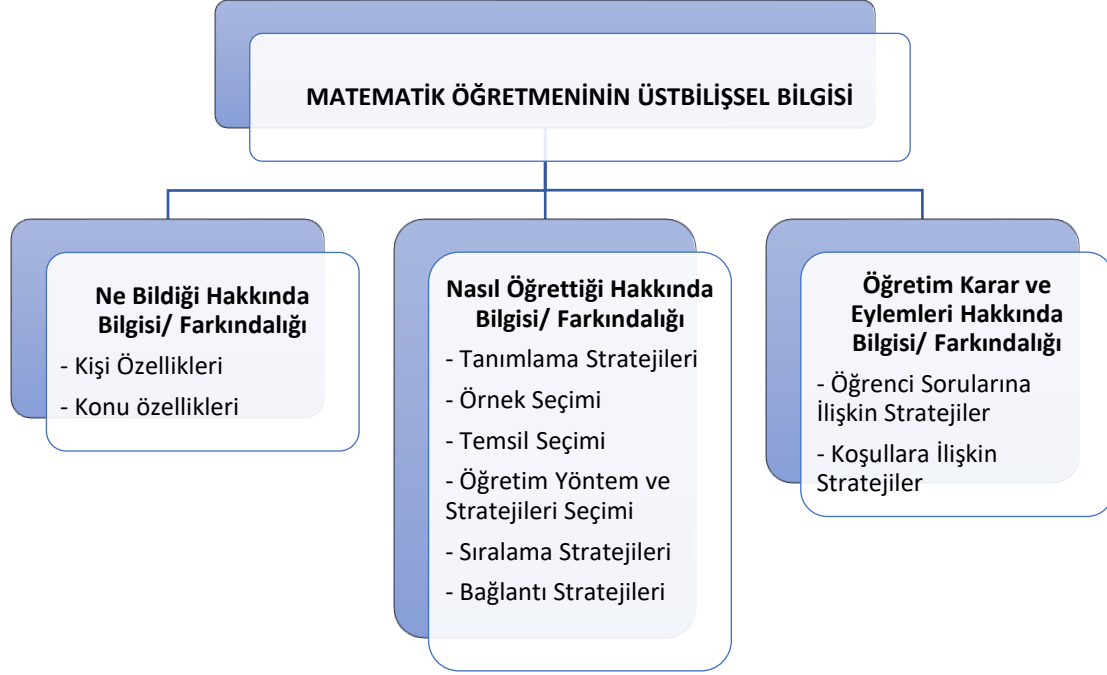 MATEMATİK ÖĞRETMENİNİN ÜSTBİLİŞSEL BİLGİSİ
Ne Bildiği Hakkında
Bilgisi/ Farkındalığı
- Kişi Özellikleri
- Konu özellikleri
Nasıl Öğrettiği Hakkında
Bilgisi/ Farkındalığı
- Tanımlama Stratejileri
- Örnek Seçimi
- Temsil Seçimi
- Öğretim Yöntem ve
Stratejileri Seçimi
- Sıralama Stratejileri
- Bağlantı Stratejileri
Öğretim Karar ve
Eylemleri Hakkında
Bilgisi/ Farkındalığı
- Öğrenci Sorularına
İlişkin Stratejiler
- Koşullara İlişkin
Stratejiler